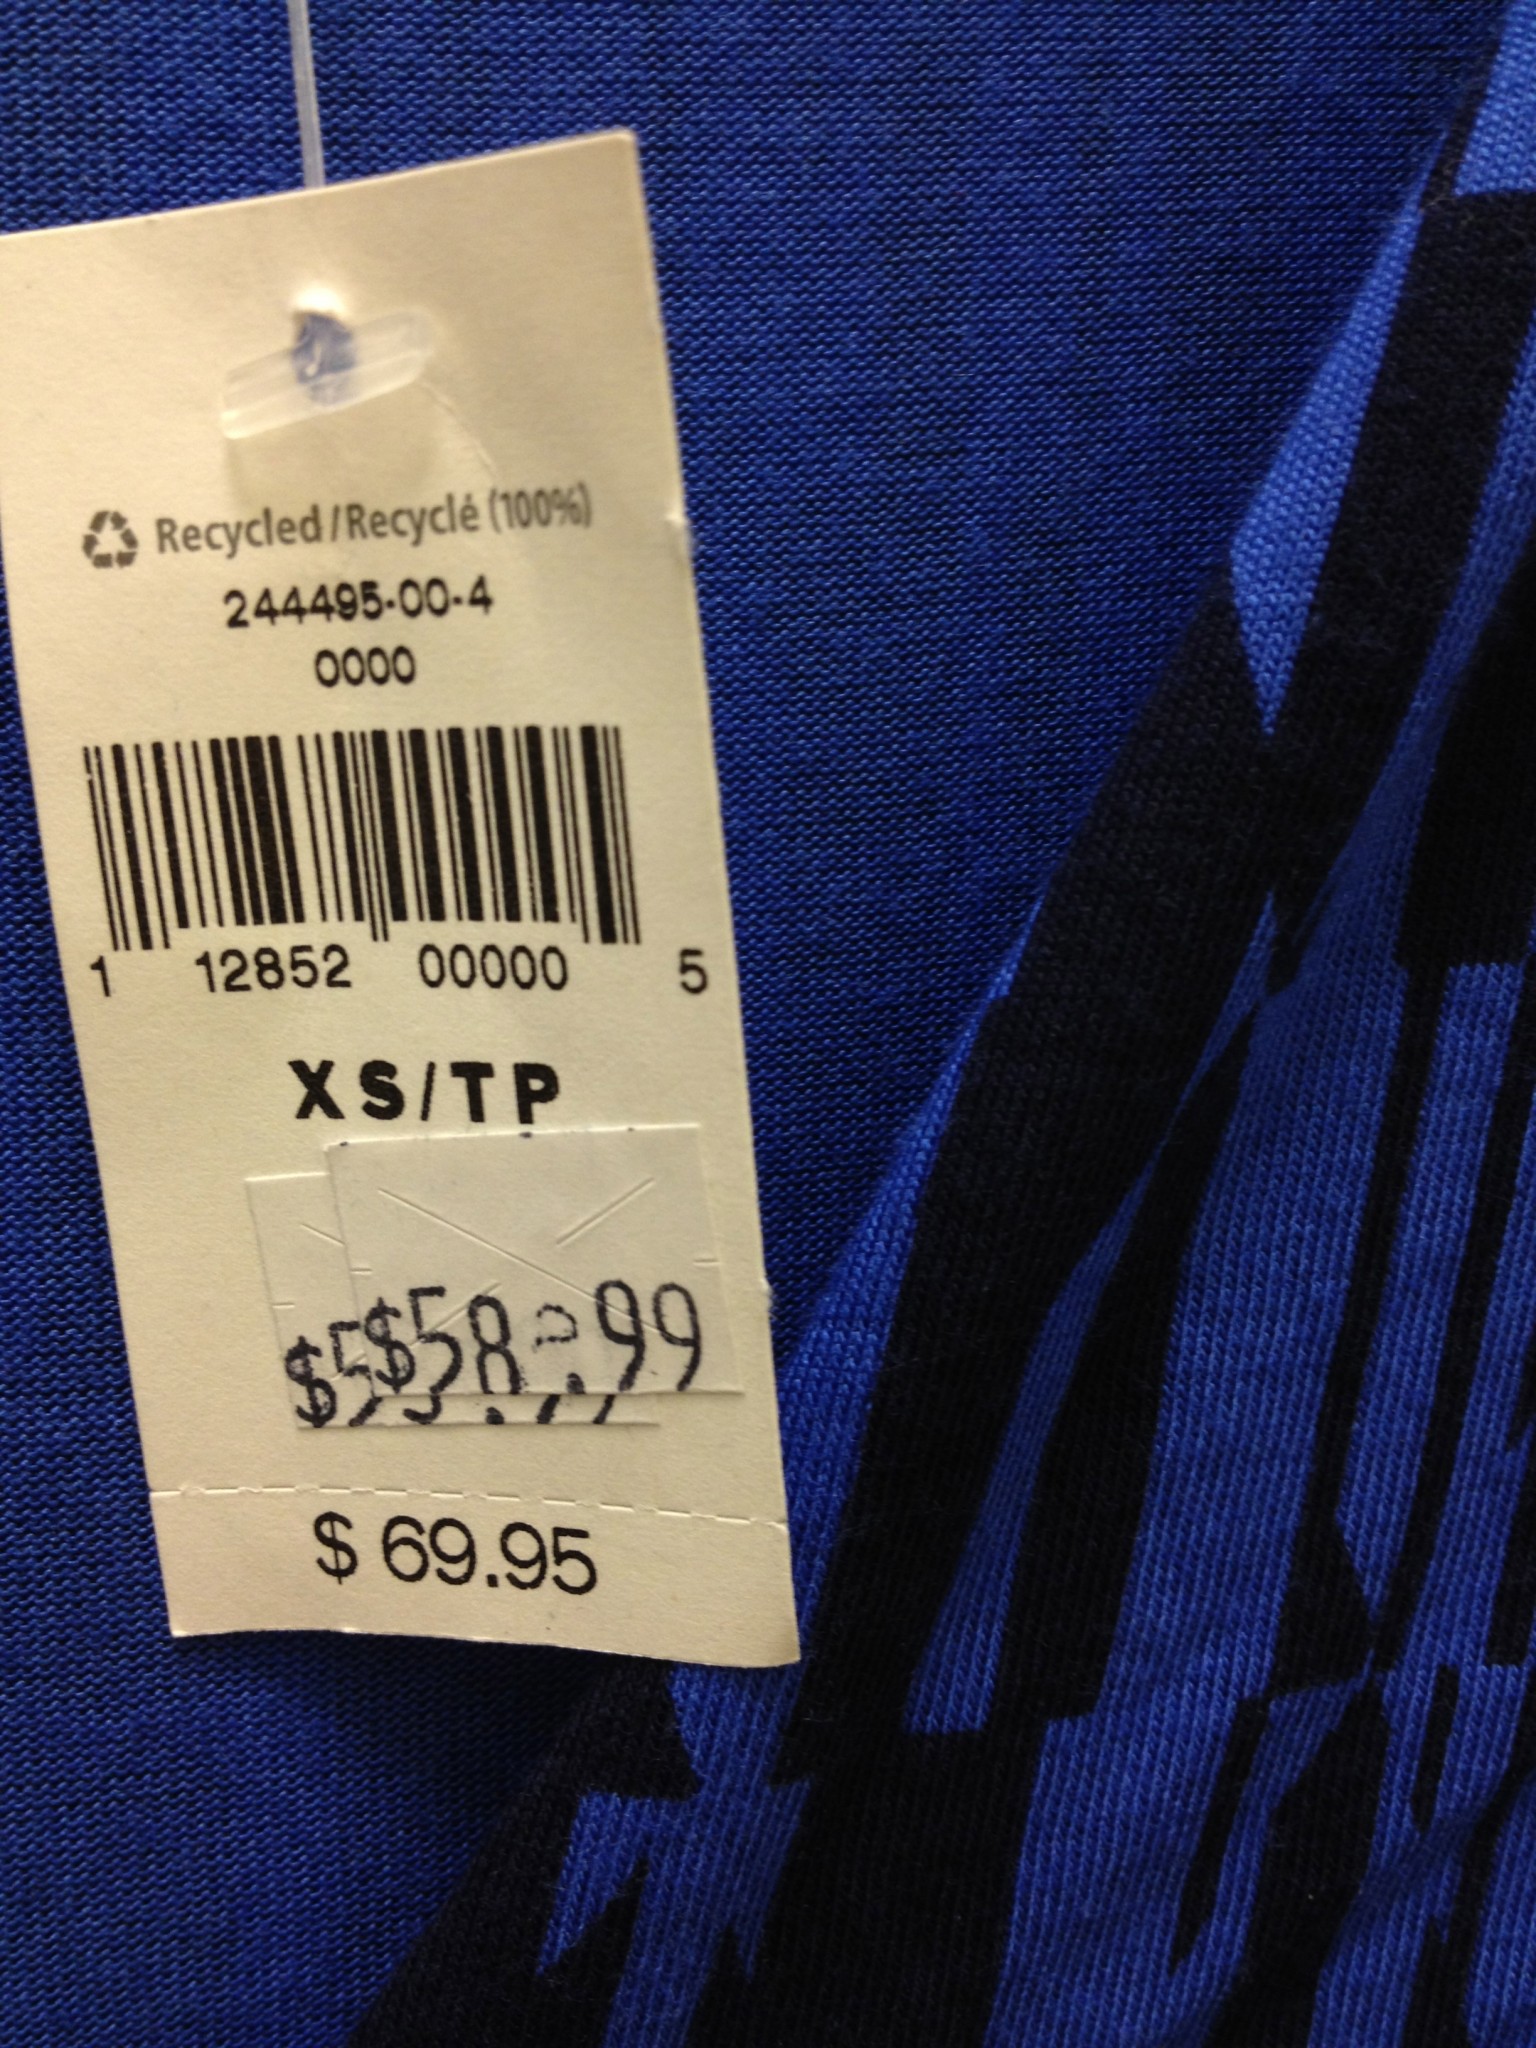 Recycled/Recyclé (100%)
244495-00-4
0000
1 12852 00000 5
XS/TP
$58.99
$ 69.95